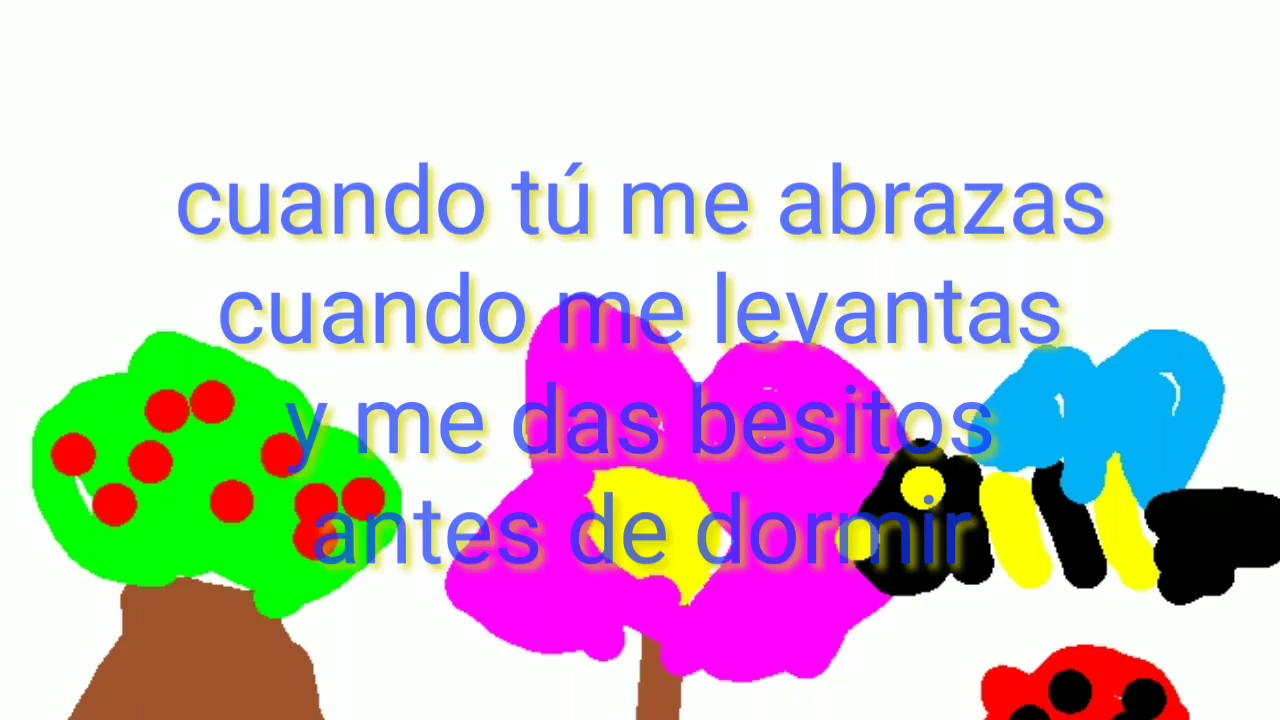 cuando tú me abrazas
cuando me levantas
y me das besitos
antes de dormir